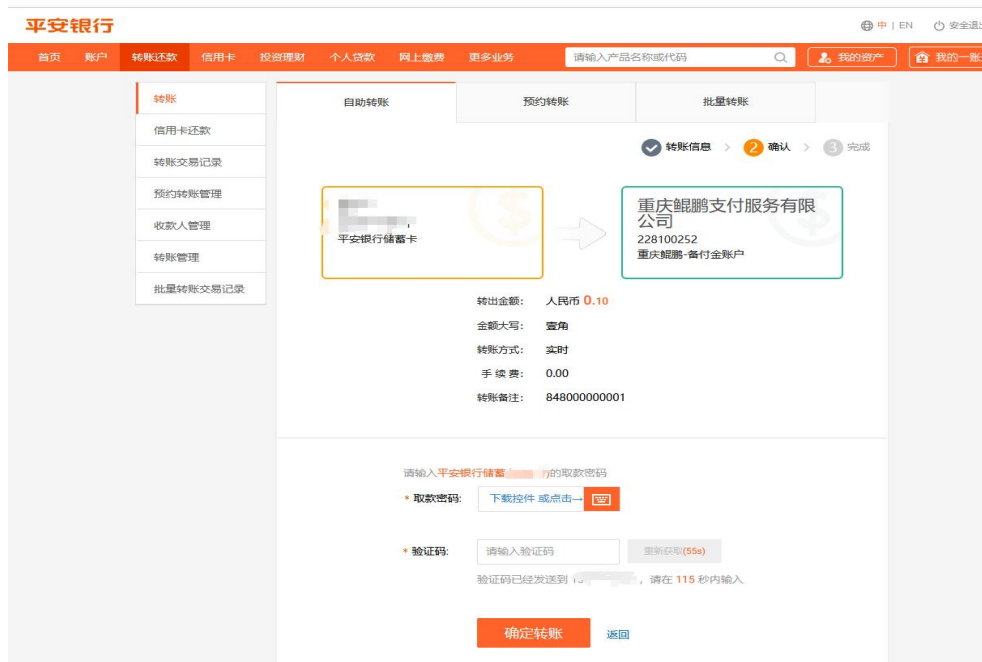 平安银行
中 | EN 安全退出
首页 账户 转账还款 信用卡 投资理财 个人贷款 网上缴费 更多业务 请输入产品名称或代码 我的资产 我的一账
转账
信用卡还款
转账交易记录
预约转账管理
收款人管理
转账管理
批量转账交易记录
自助转账 预约转账 批量转账
转账信息 > 2 确认 > 3 完成
平安银行储蓄卡
重庆鲲鹏支付服务有限
公司
228100252
重庆鲲鹏-备付金账户
转出金额: 人民币 0.10
金额大写: 壹角
转账方式: 实时
手 续 费: 0.00
转账备注: 848000000001
请输入平安银行储蓄 的取款密码
* 取款密码: 下载控件 或点击→
* 验证码: 请输入验证码 重新获取(55s)
验证码已经发送到 ，请在 115 秒内输入
确定转账 返回